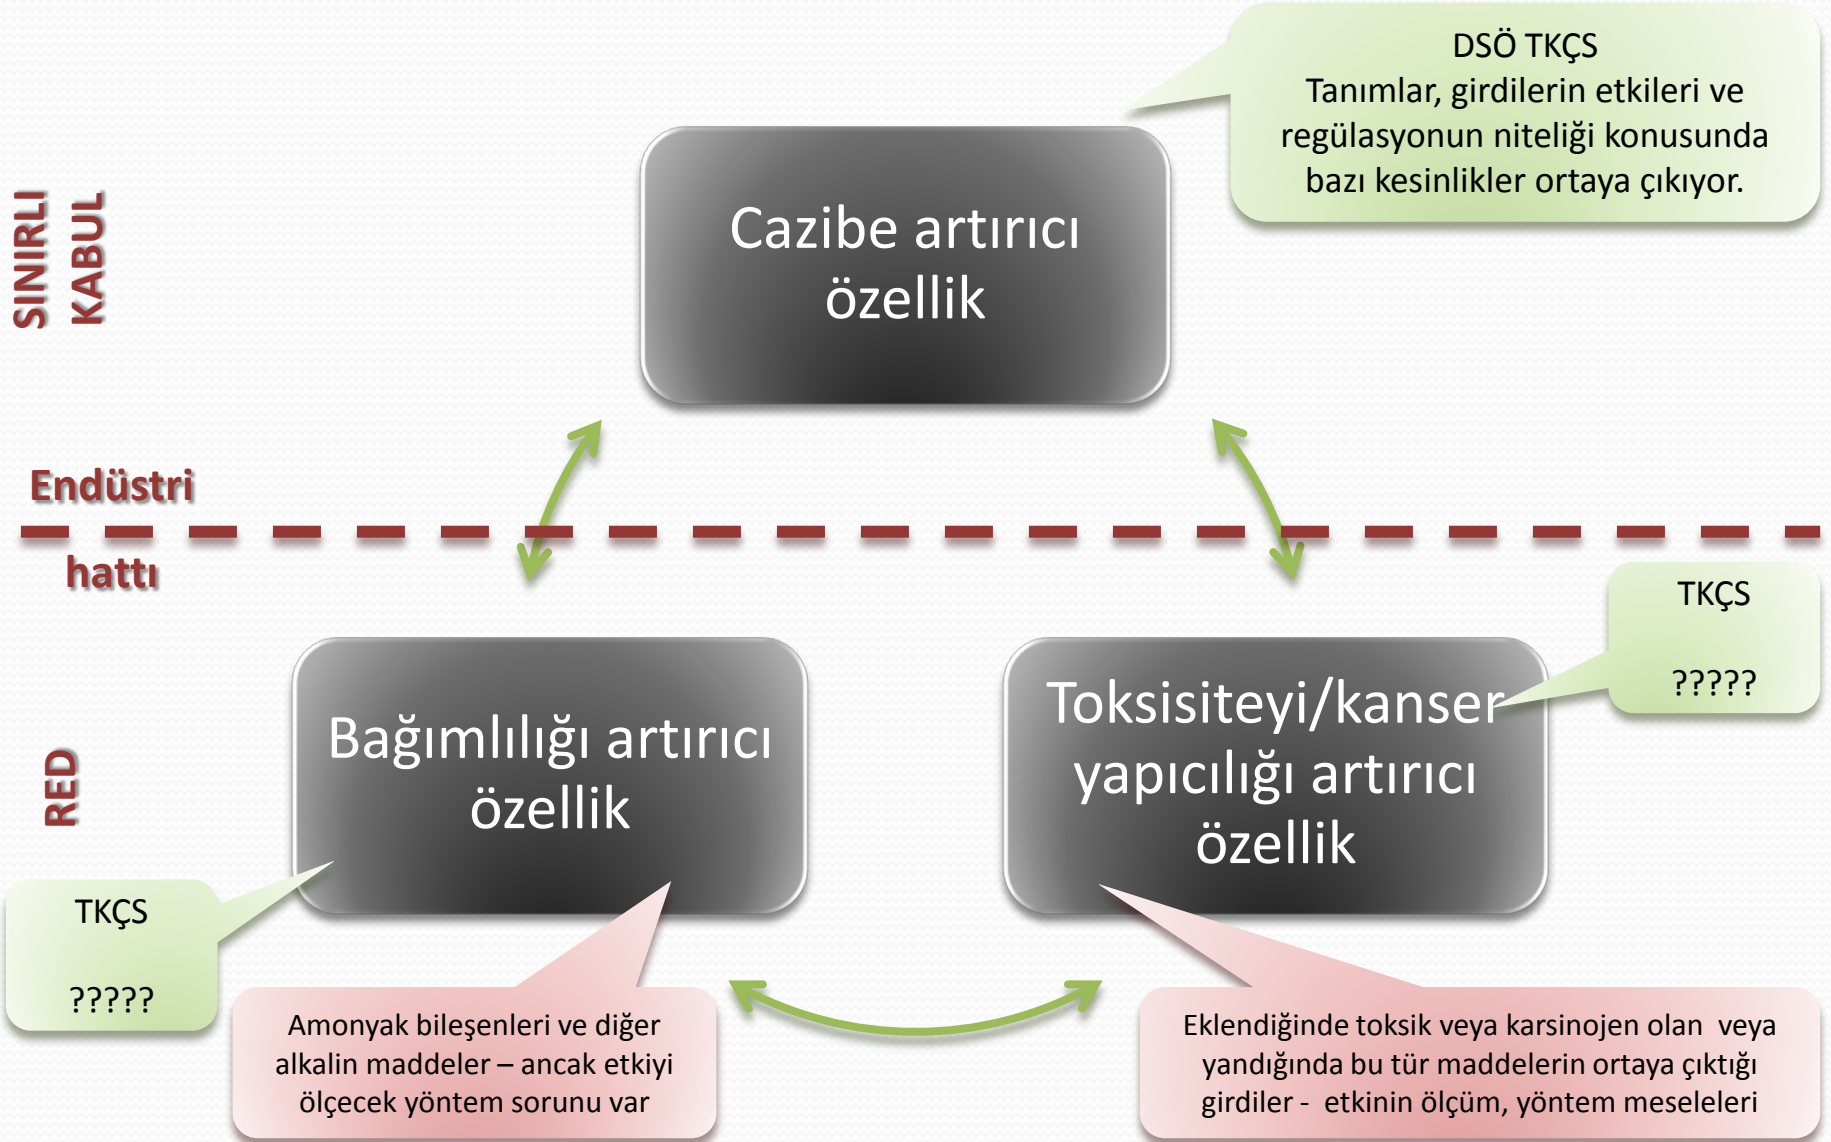 DSÖ TKÇS
Tanımlar, girdilerin etkileri ve
regülasyonun niteliği konusunda
bazı kesinlikler ortaya çıkıyor.
SINIRLI
KABUL
Cazibe artırıcı
özellik
Endüstri
hattı
TKÇS
?????
RED
Bağımlılığı artırıcı
özellik
Toksisiteyi/kanser
yapıcılığı artırıcı
özellik
TKÇS
?????
Amonyak bileşenleri ve diğer
alkalin maddeler – ancak etkiyi
ölçecek yöntem sorunu var
Eklendiğinde toksik veya karsinojen olan veya
yandığında bu tür maddelerin ortaya çıktığı
girdiler - etkinin ölçüm, yöntem meseleleri